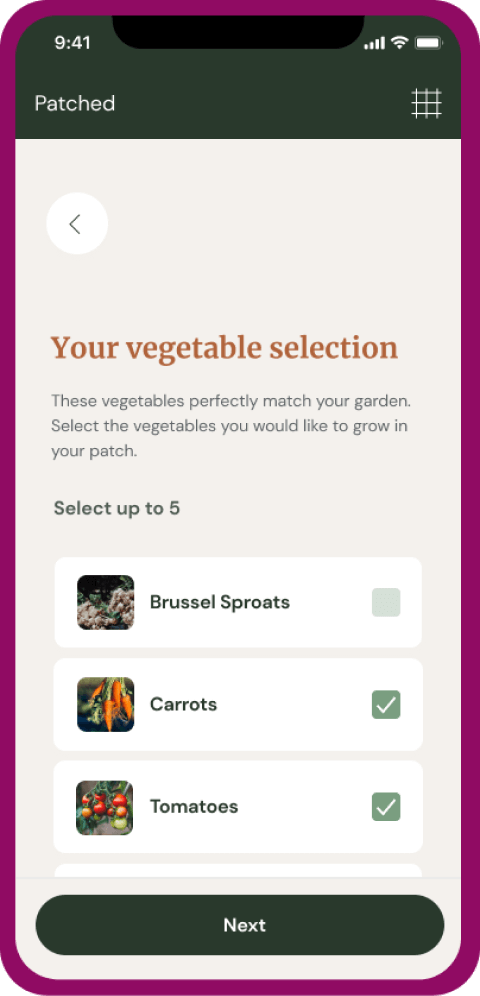 9:41
Patched
Your vegetable selection
These vegetables perfectly match your garden.
Select the vegetables you would like to grow in
your patch.
Select up to 5
Brussel Sproats
Carrots
Tomatoes
Next